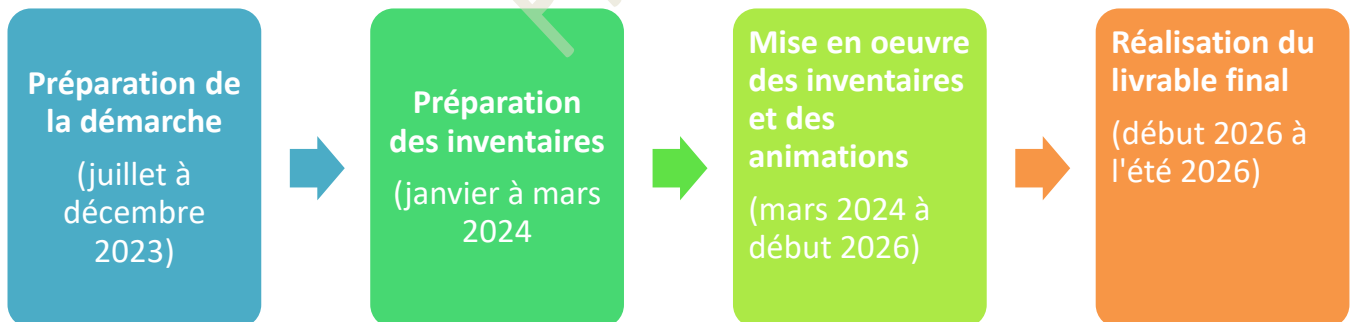 Préparation de
la démarche
(juillet à
décembre
2023)
Préparation
des inventaires
(janvier à mars
2024
Mise en oeuvre
des inventaires
et des
animations
(mars 2024 à
début 2026)
Réalisation du
livrable final
(début 2026 à
l'été 2026)